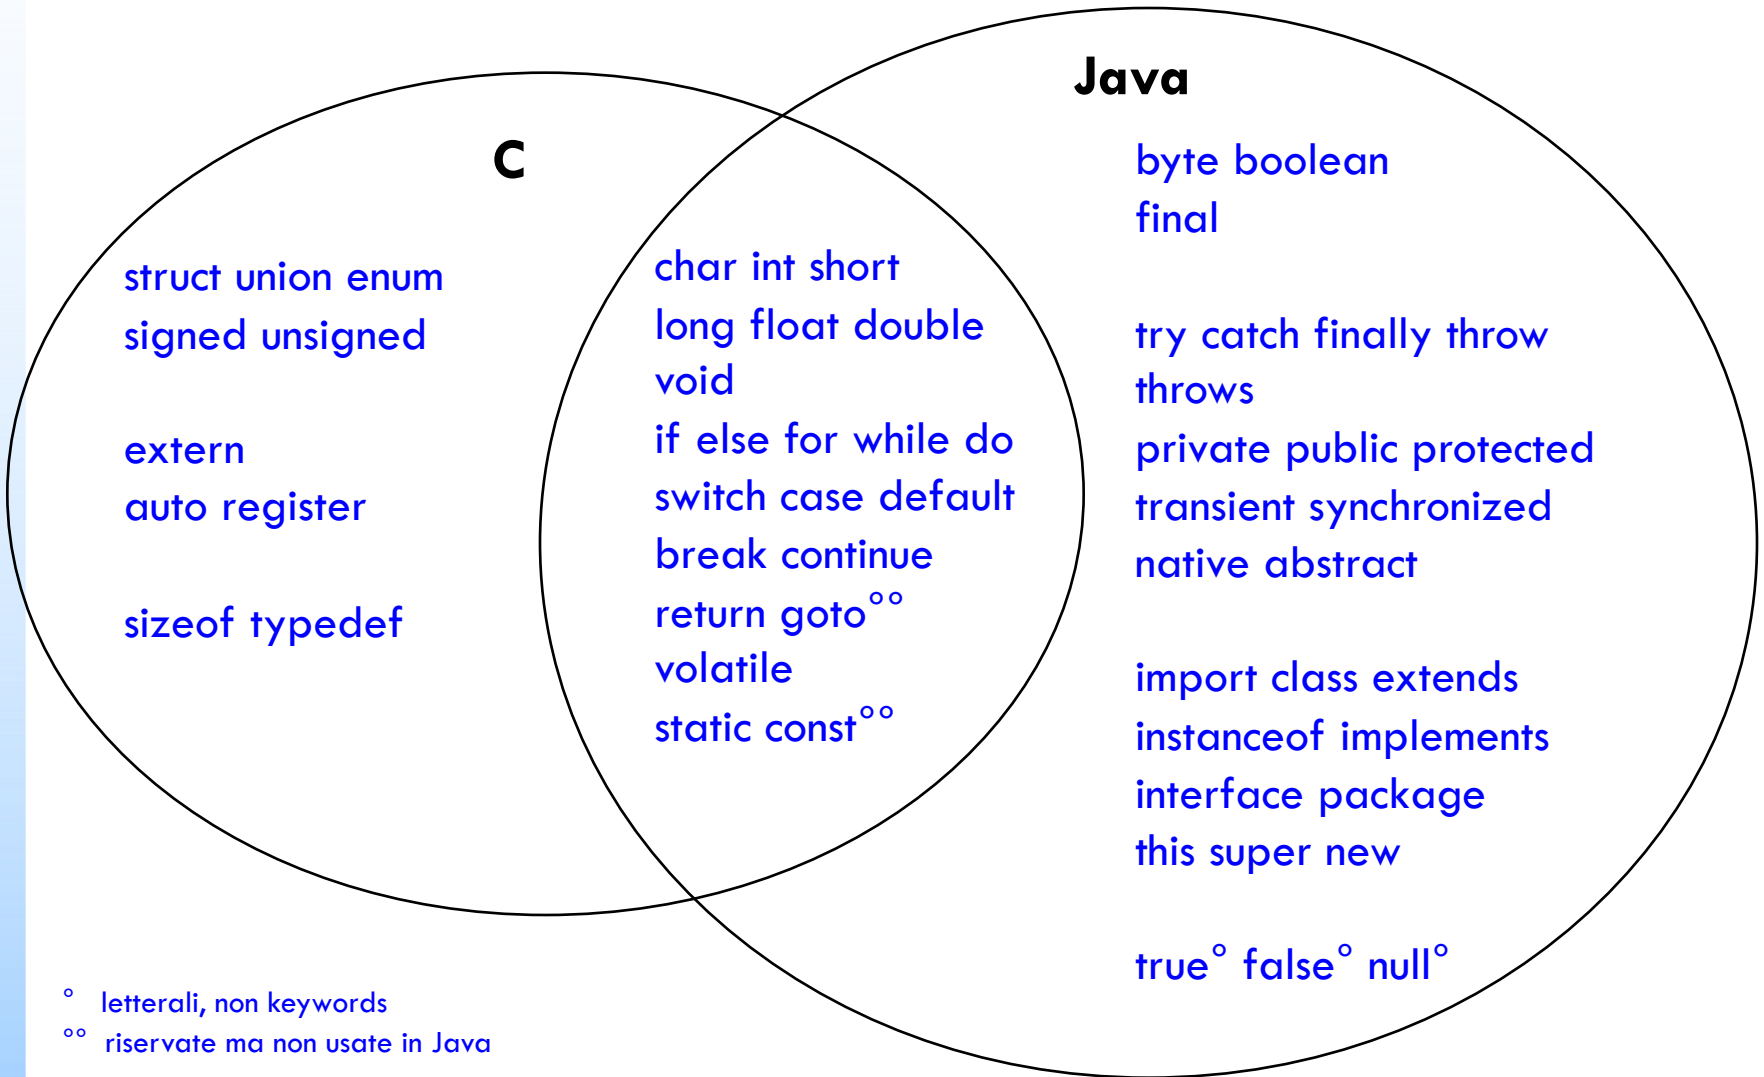 C
struct union enum
signed unsigned
extern
auto register
sizeof typedef
char int short
long float double
void
if else for while do
switch case default
break continue
return goto°°
volatile
static const°°
Java
byte boolean
final
try catch finally throw
throws
private public protected
transient synchronized
native abstract
import class extends
instanceof implements
interface package
this super new
true° false° null°
° letterali, non keywords
°° riservate ma non usate in Java